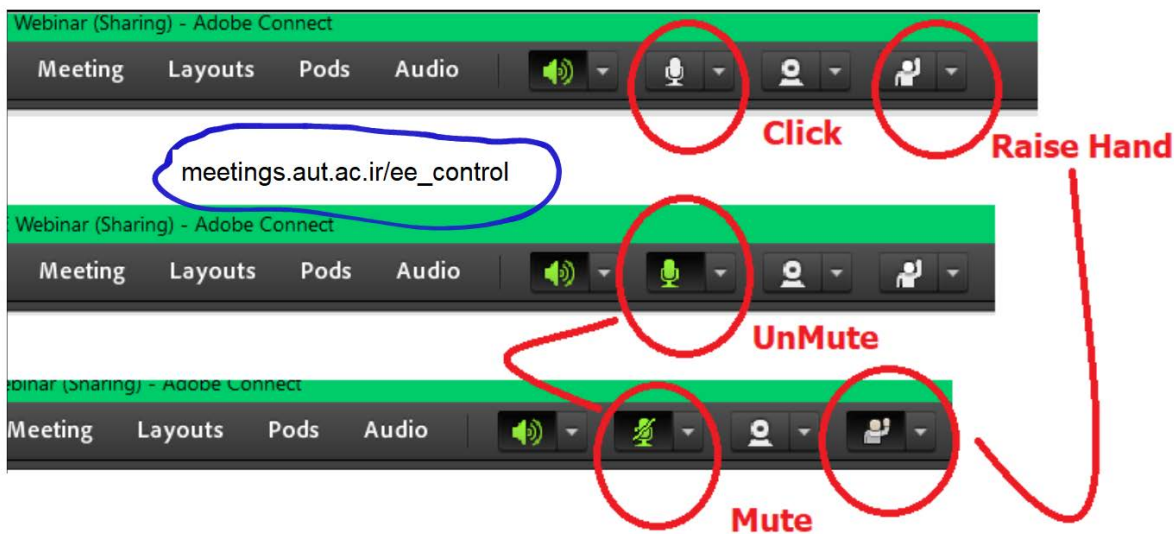 Webinar (Sharing) - Adobe Connect
Meeting Layouts Pods Audio
Click
Raise Hand
meetings.aut.ac.ir/ee_control
Webinar (Sharing) - Adobe Connect
Meeting Layouts Pods Audio
UnMute
ebinar (Sharing) - Adobe Connect
Meeting Layouts Pods Audio
Mute